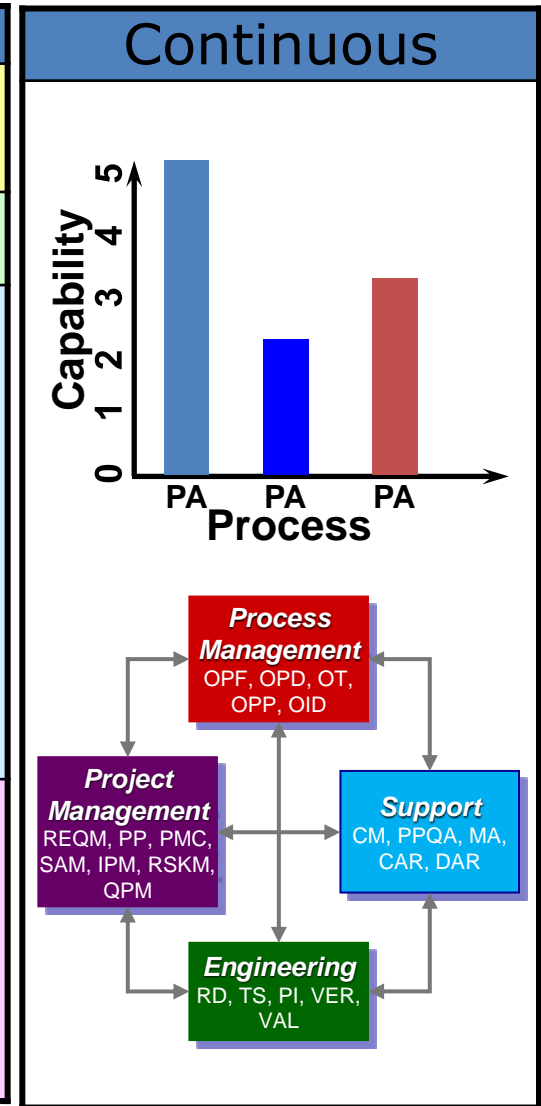 Continuous
Capability
5
4
3
2
1
0
PA PA PA
Process
Process
Management
OPF, OPD, OT,
OPP, OID
Project
Management
REQM, PP, PMC,
SAM, IPM, RSKM,
QPM
Support
CM, PPQA, MA,
CAR, DAR
Engineering
RD, TS, PI, VER,
VAL